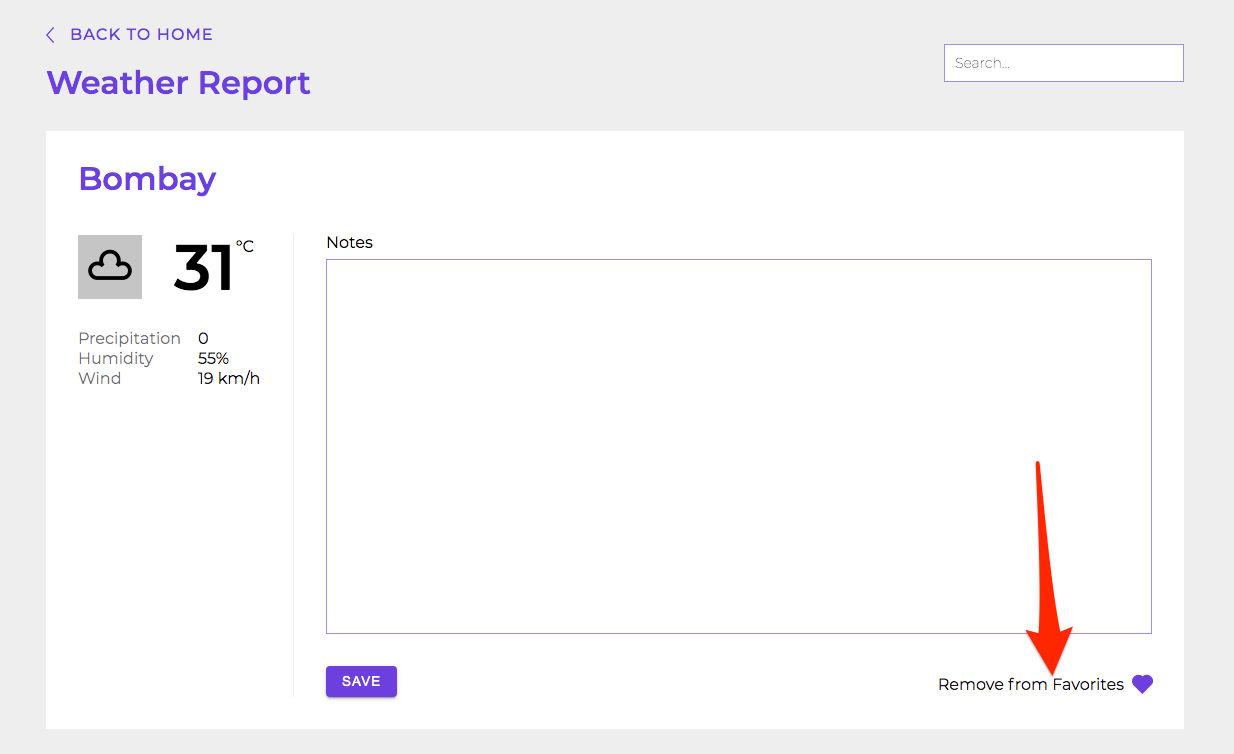 BACK TO HOME
Weather Report
Search...
Bombay
31 °C
Precipitation 0
Humidity 55%
Wind 19 km/h
Notes
SAVE
Remove from Favorites